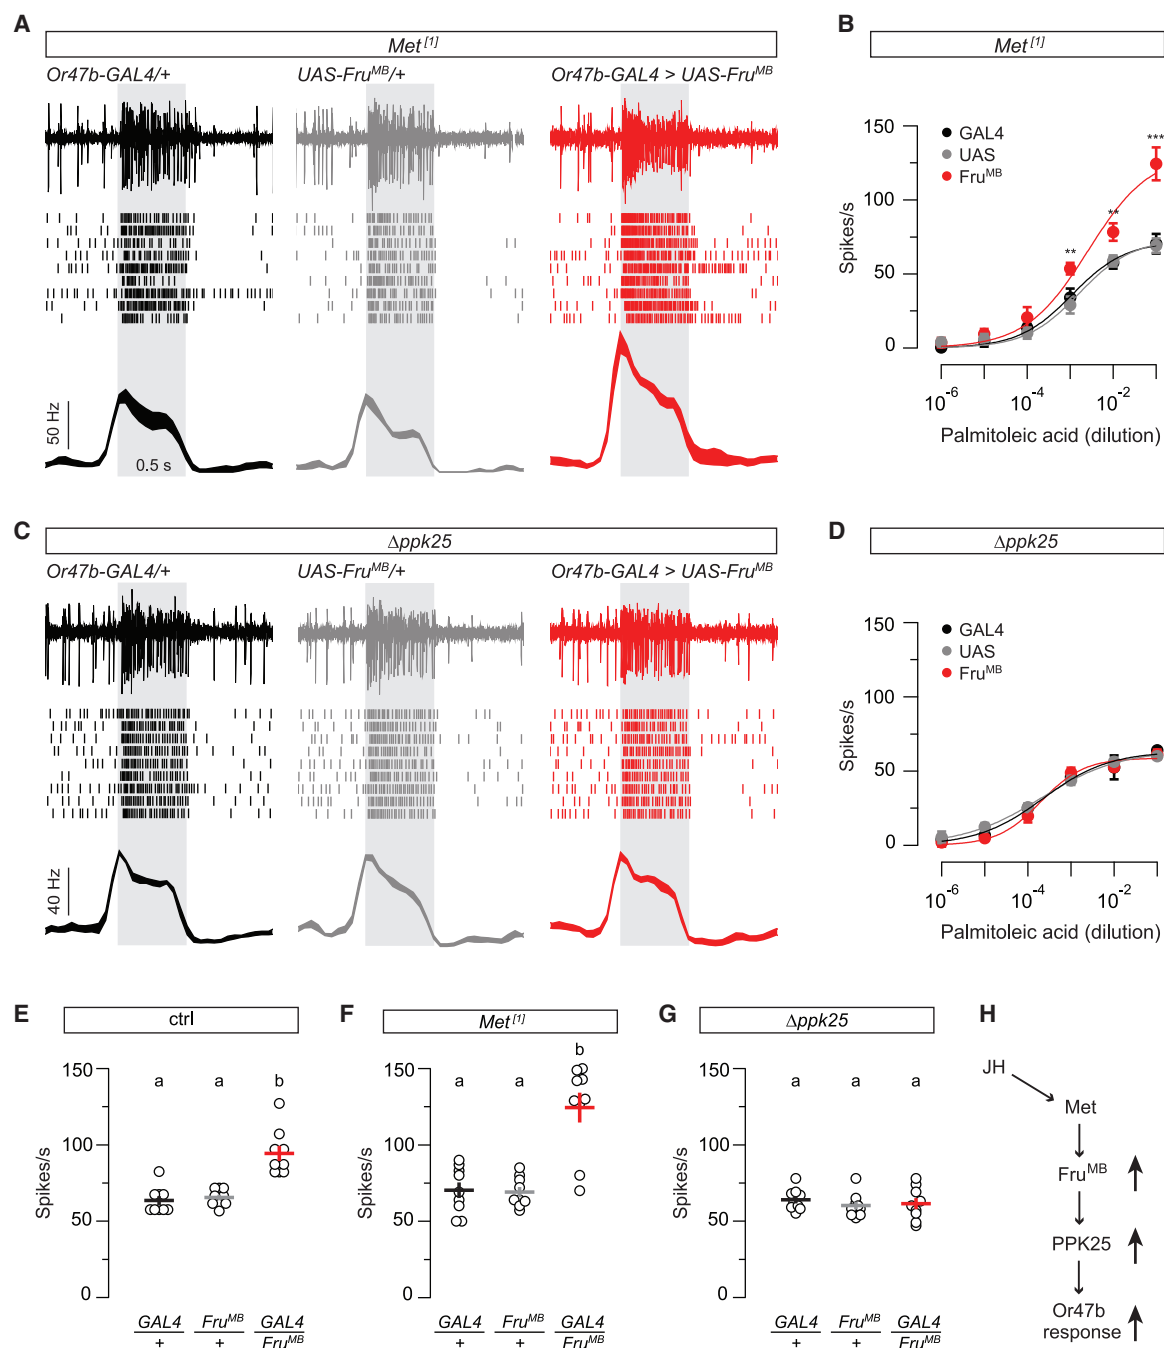 A
Met[1]
Or47b-GAL4/+
UAS-FruMB/+
Or47b-GAL4 > UAS-FruMB
50 Hz
0.5 s
B
Met[1]
150
100
50
0
Spikes/s
GAL4
UAS
FruMB
**
**
***
10-6
10-4
10-2
Palmitoleic acid (dilution)
C
Δppk25
Or47b-GAL4/+
UAS-FruMB/+
Or47b-GAL4 > UAS-FruMB
40 Hz
D
Δppk25
150
100
50
0
Spikes/s
GAL4
UAS
FruMB
10-6
10-4
10-2
Palmitoleic acid (dilution)
E
ctrl
150
100
50
0
Spikes/s
a
a
b
GAL4
+
FruMB
+
GAL4
FruMB
F
Met[1]
150
100
50
0
Spikes/s
a
a
b
GAL4
+
FruMB
+
GAL4
FruMB
G
Δppk25
150
100
50
0
Spikes/s
a
a
a
GAL4
+
FruMB
+
GAL4
FruMB
H
JH
Met
FruMB
PPK25
Or47b
response